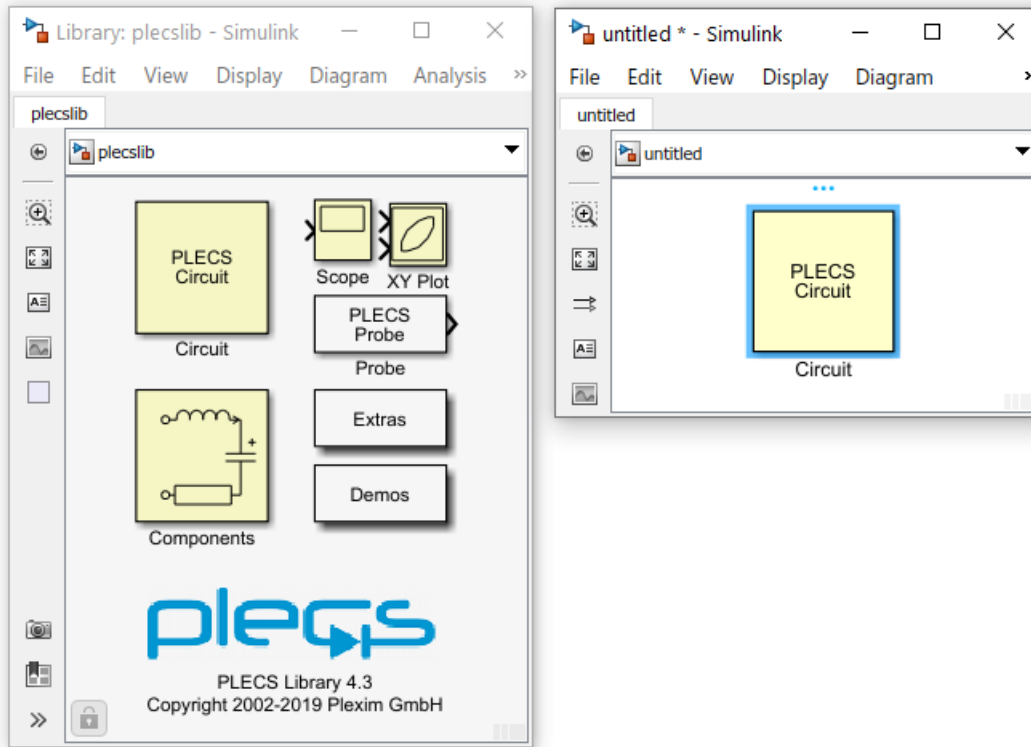 Library: plecslib - Simulink
File Edit View Display Diagram Analysis »
plecslib
plecslib
PLECS
Circuit
Circuit
Scope
XY Plot
PLECS
Probe
Probe
Components
Extras
Demos
plecs
PLECS Library 4.3
Copyright 2002-2019 Plexim GmbH
untitled * - Simulink
File Edit View Display Diagram »
untitled
untitled
PLECS
Circuit
Circuit